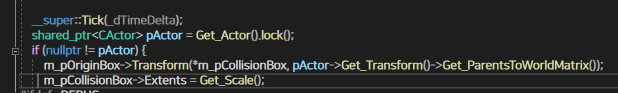 __super::Tick(_dTimeDelta);
shared_ptr<CActor> pActor = Get_Actor().lock();
if (nullptr != pActor) {
m_pOriginBox->Transform(*m_pCollisionBox, pActor->Get_Transform()->Get_ParentsToWorldMatrix());
m_pCollisionBox->Extents = Get_Scale();